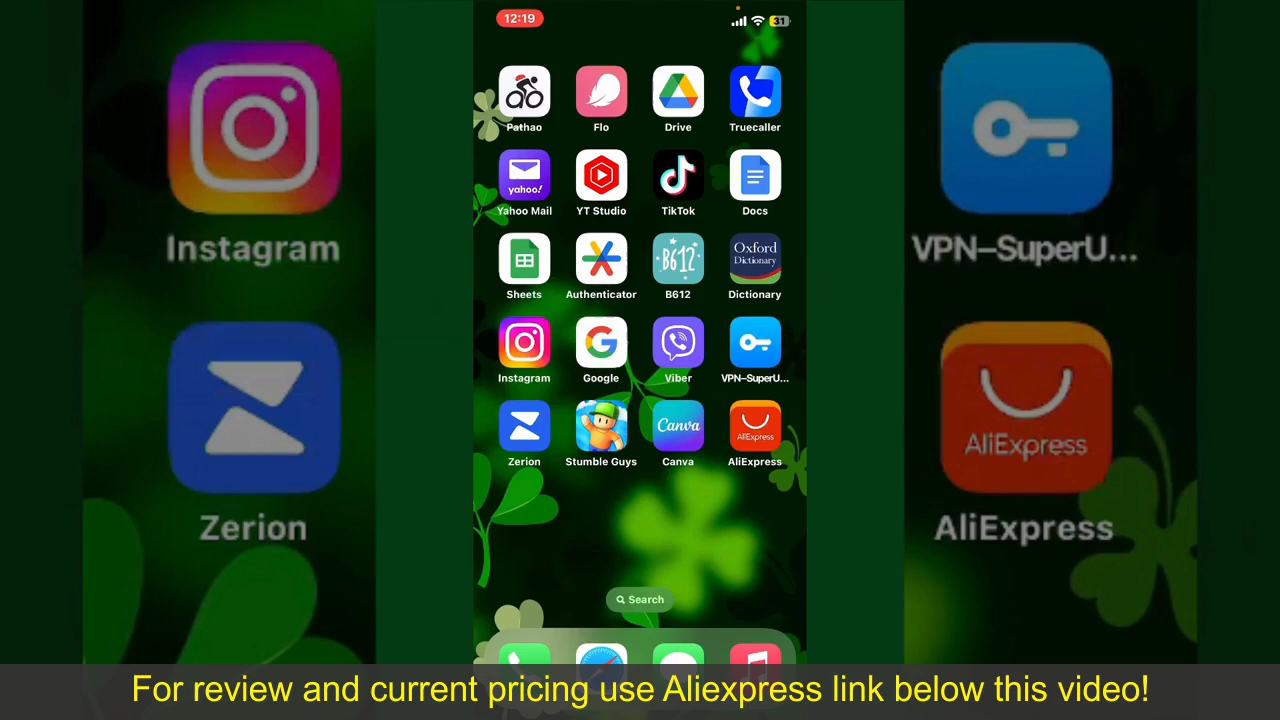 12:19
31
Pathao
Flo
Drive
Truecaller
yahoo!
Yahoo Mail
YT Studio
TikTok
Docs
B612
Oxford
Dictionary
Sheets
Authenticator
B612
Dictionary
Instagram
Google
Viber
VPN–SuperU...
Canva
AliExpress
Zerion
Stumble Guys
Canva
AliExpress
Search
Instagram
Zerion
VPN–SuperU...
AliExpress
AliExpress
For review and current pricing use Aliexpress link below this video!